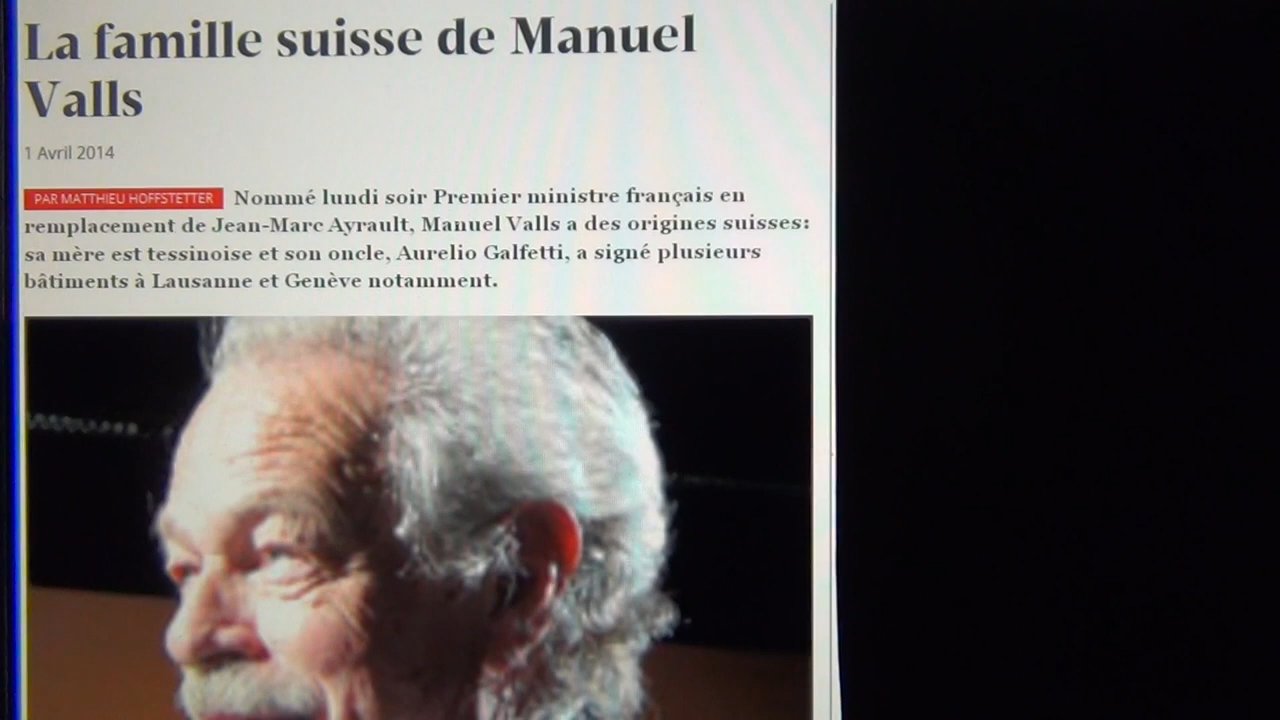 La famille suisse de Manuel
Valls
1 Avril 2014
PAR MATTHIEU HOFFSTETTER Nommé lundi soir Premier ministre français en
remplacement de Jean-Marc Ayrault, Manuel Valls a des origines suisses:
sa mère est tessinoise et son oncle, Aurelio Galfetti, a signé plusieurs
bâtiments à Lausanne et Genève notamment.